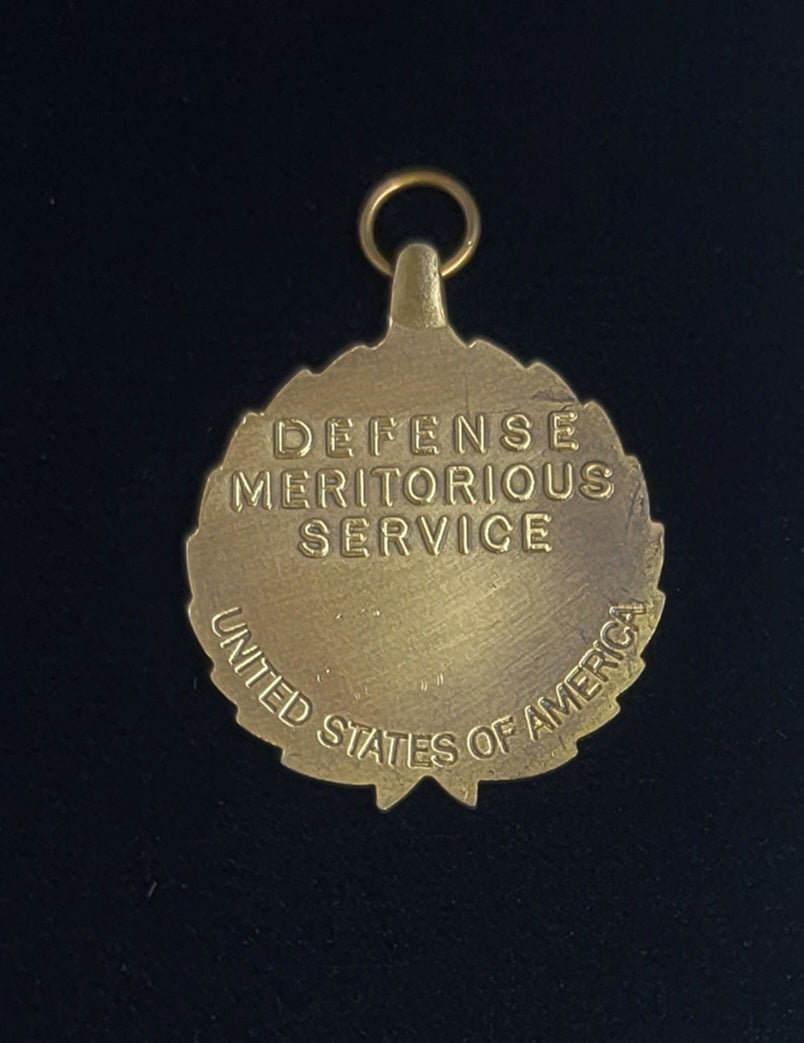 DEFENSE
MERITORIOUS
SERVICE
UNITED STATES OF AMERICA